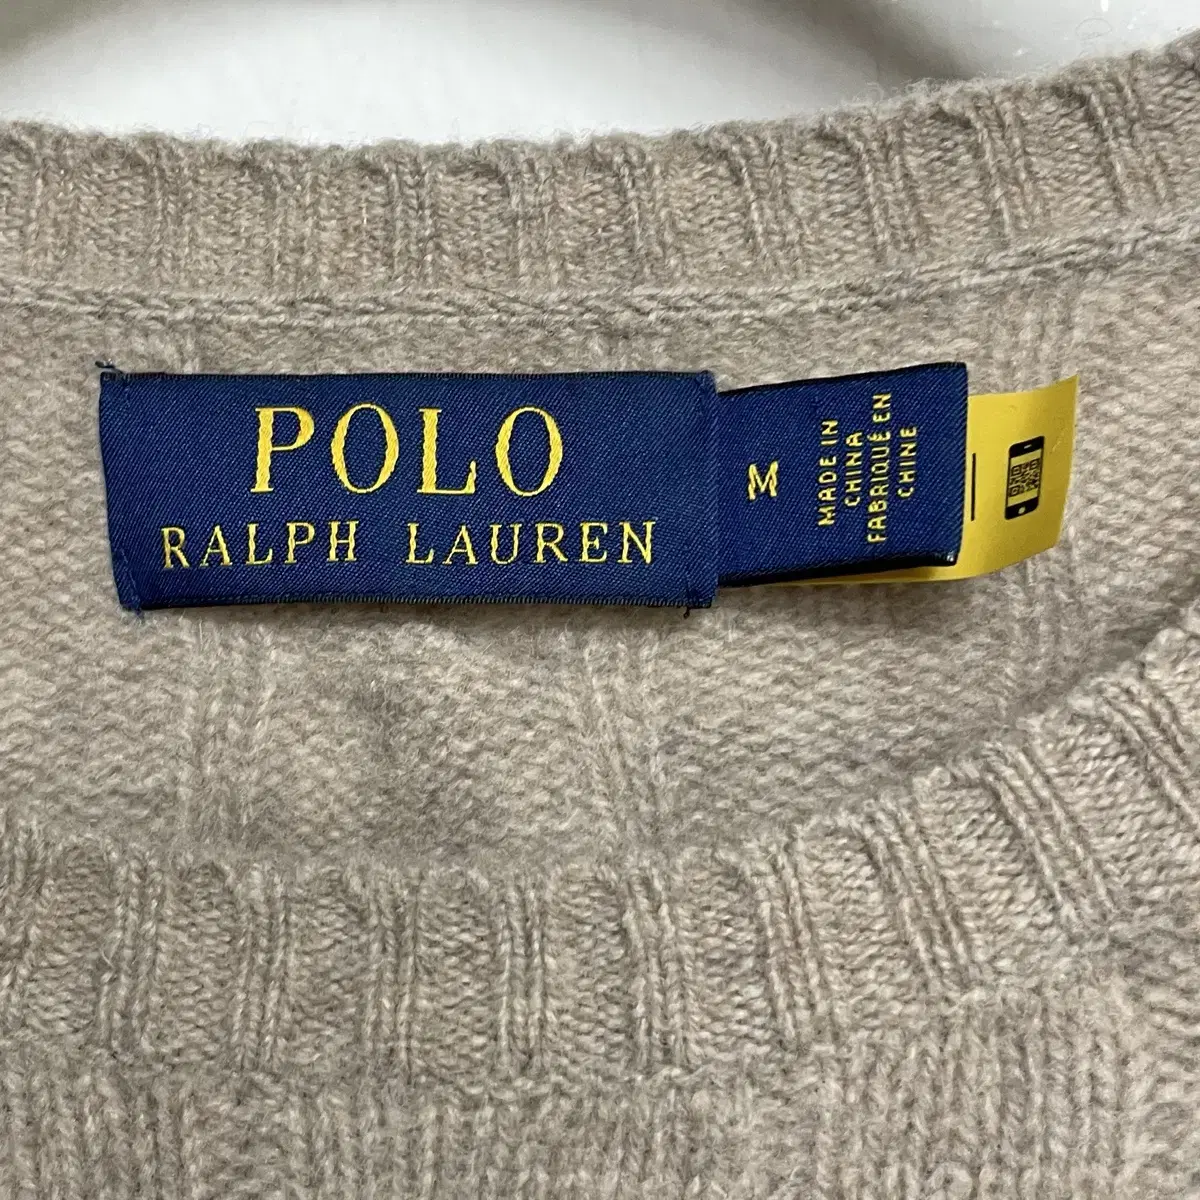 POLO
RALPH LAUREN
M
MADE IN
CHINA
FABRIQUÉ EN
CHINE